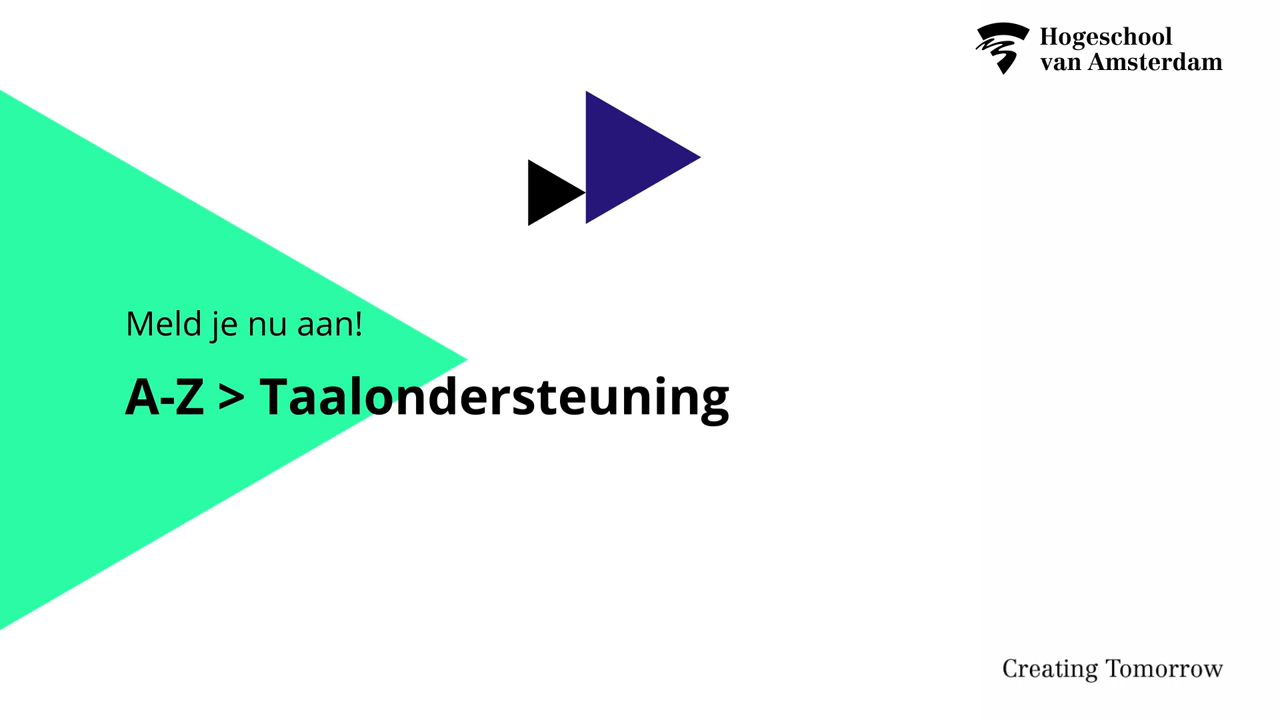 Hogeschool
van Amsterdam
Meld je nu aan!
A-Z > Taalondersteuning
Creating Tomorrow